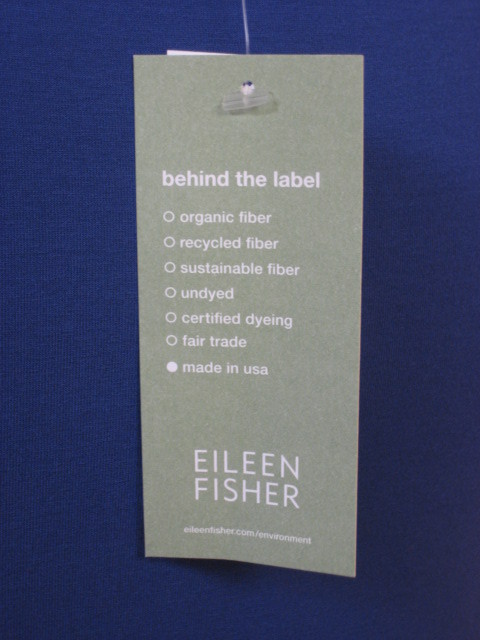 behind the label
organic fiber
recycled fiber
sustainable fiber
undyed
certified dyeing
fair trade
made in usa
EILEEN
FISHER
eileenfisher.com/environment